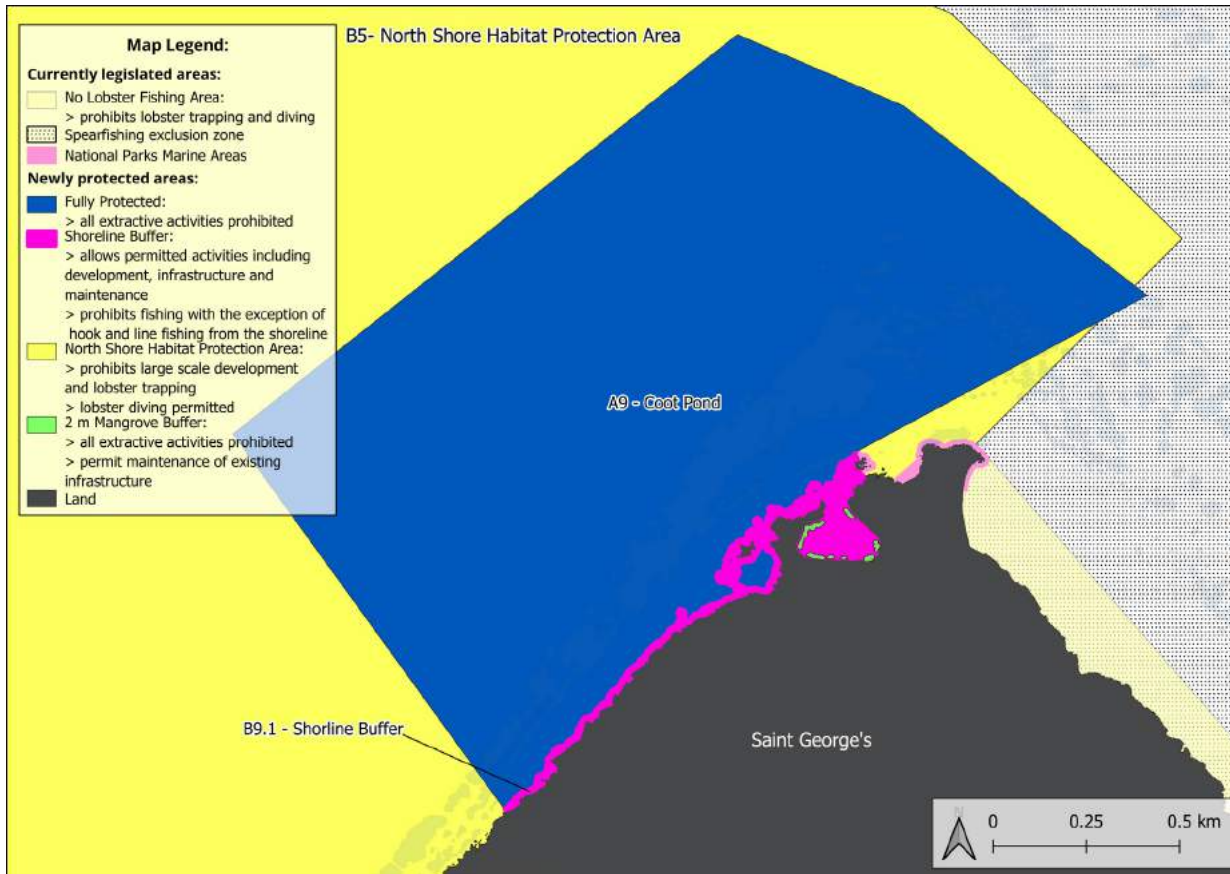 B5- North Shore Habitat Protection Area
Map Legend:
Currently legislated areas:
No Lobster Fishing Area:
> prohibits lobster trapping and diving
Spearfishing exclusion zone
National Parks Marine Areas
Newly protected areas:
Fully Protected:
> all extractive activities prohibited
Shoreline Buffer:
> allows permitted activities including
development, infrastructure and
maintenance
> prohibits fishing with the exception of
hook and line fishing from the shoreline
North Shore Habitat Protection Area:
> prohibits large scale development
and lobster trapping
> lobster diving permitted
2 m Mangrove Buffer:
> all extractive activities prohibited
> permit maintenance of existing
infrastructure
Land
A9 - Coot Pond
B9.1 - Shorline Buffer
Saint George's
N
0 0.25 0.5 km